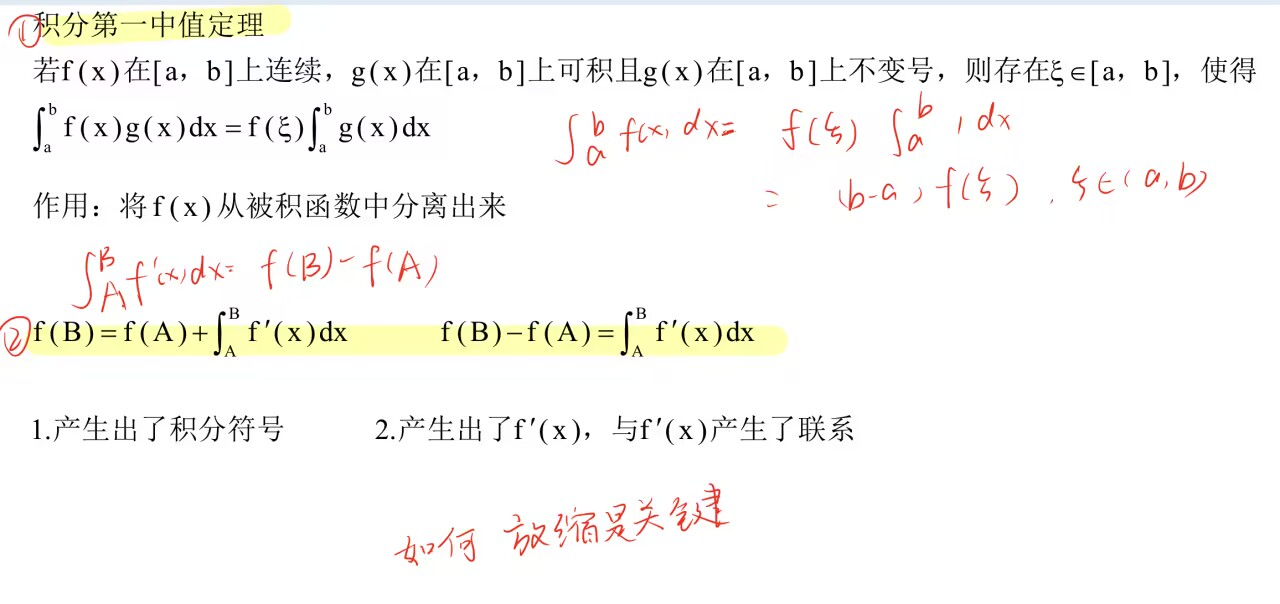 ①积分第一中值定理
若f(x)在[a，b]上连续，g(x)在[a，b]上可积且g(x)在[a，b]上不变号，则存在ξ∈[a，b]，使得
∫_a^b f(x)g(x)dx=f(ξ)∫_a^b g(x)dx
∫_a^b f(x)dx= f(ξ) ∫_a^b 1 dx
= (b-a) f(ξ), ξ∈(a,b)
作用：将f(x)从被积函数中分离出来
∫_A^B f'(x)dx= f(B)-f(A)
②f(B)=f(A)+∫_A^B f′(x)dx f(B)−f(A)=∫_A^B f′(x)dx
1.产生出了积分符号 2.产生出了f′(x)，与f′(x)产生了联系
如何 放缩是关键